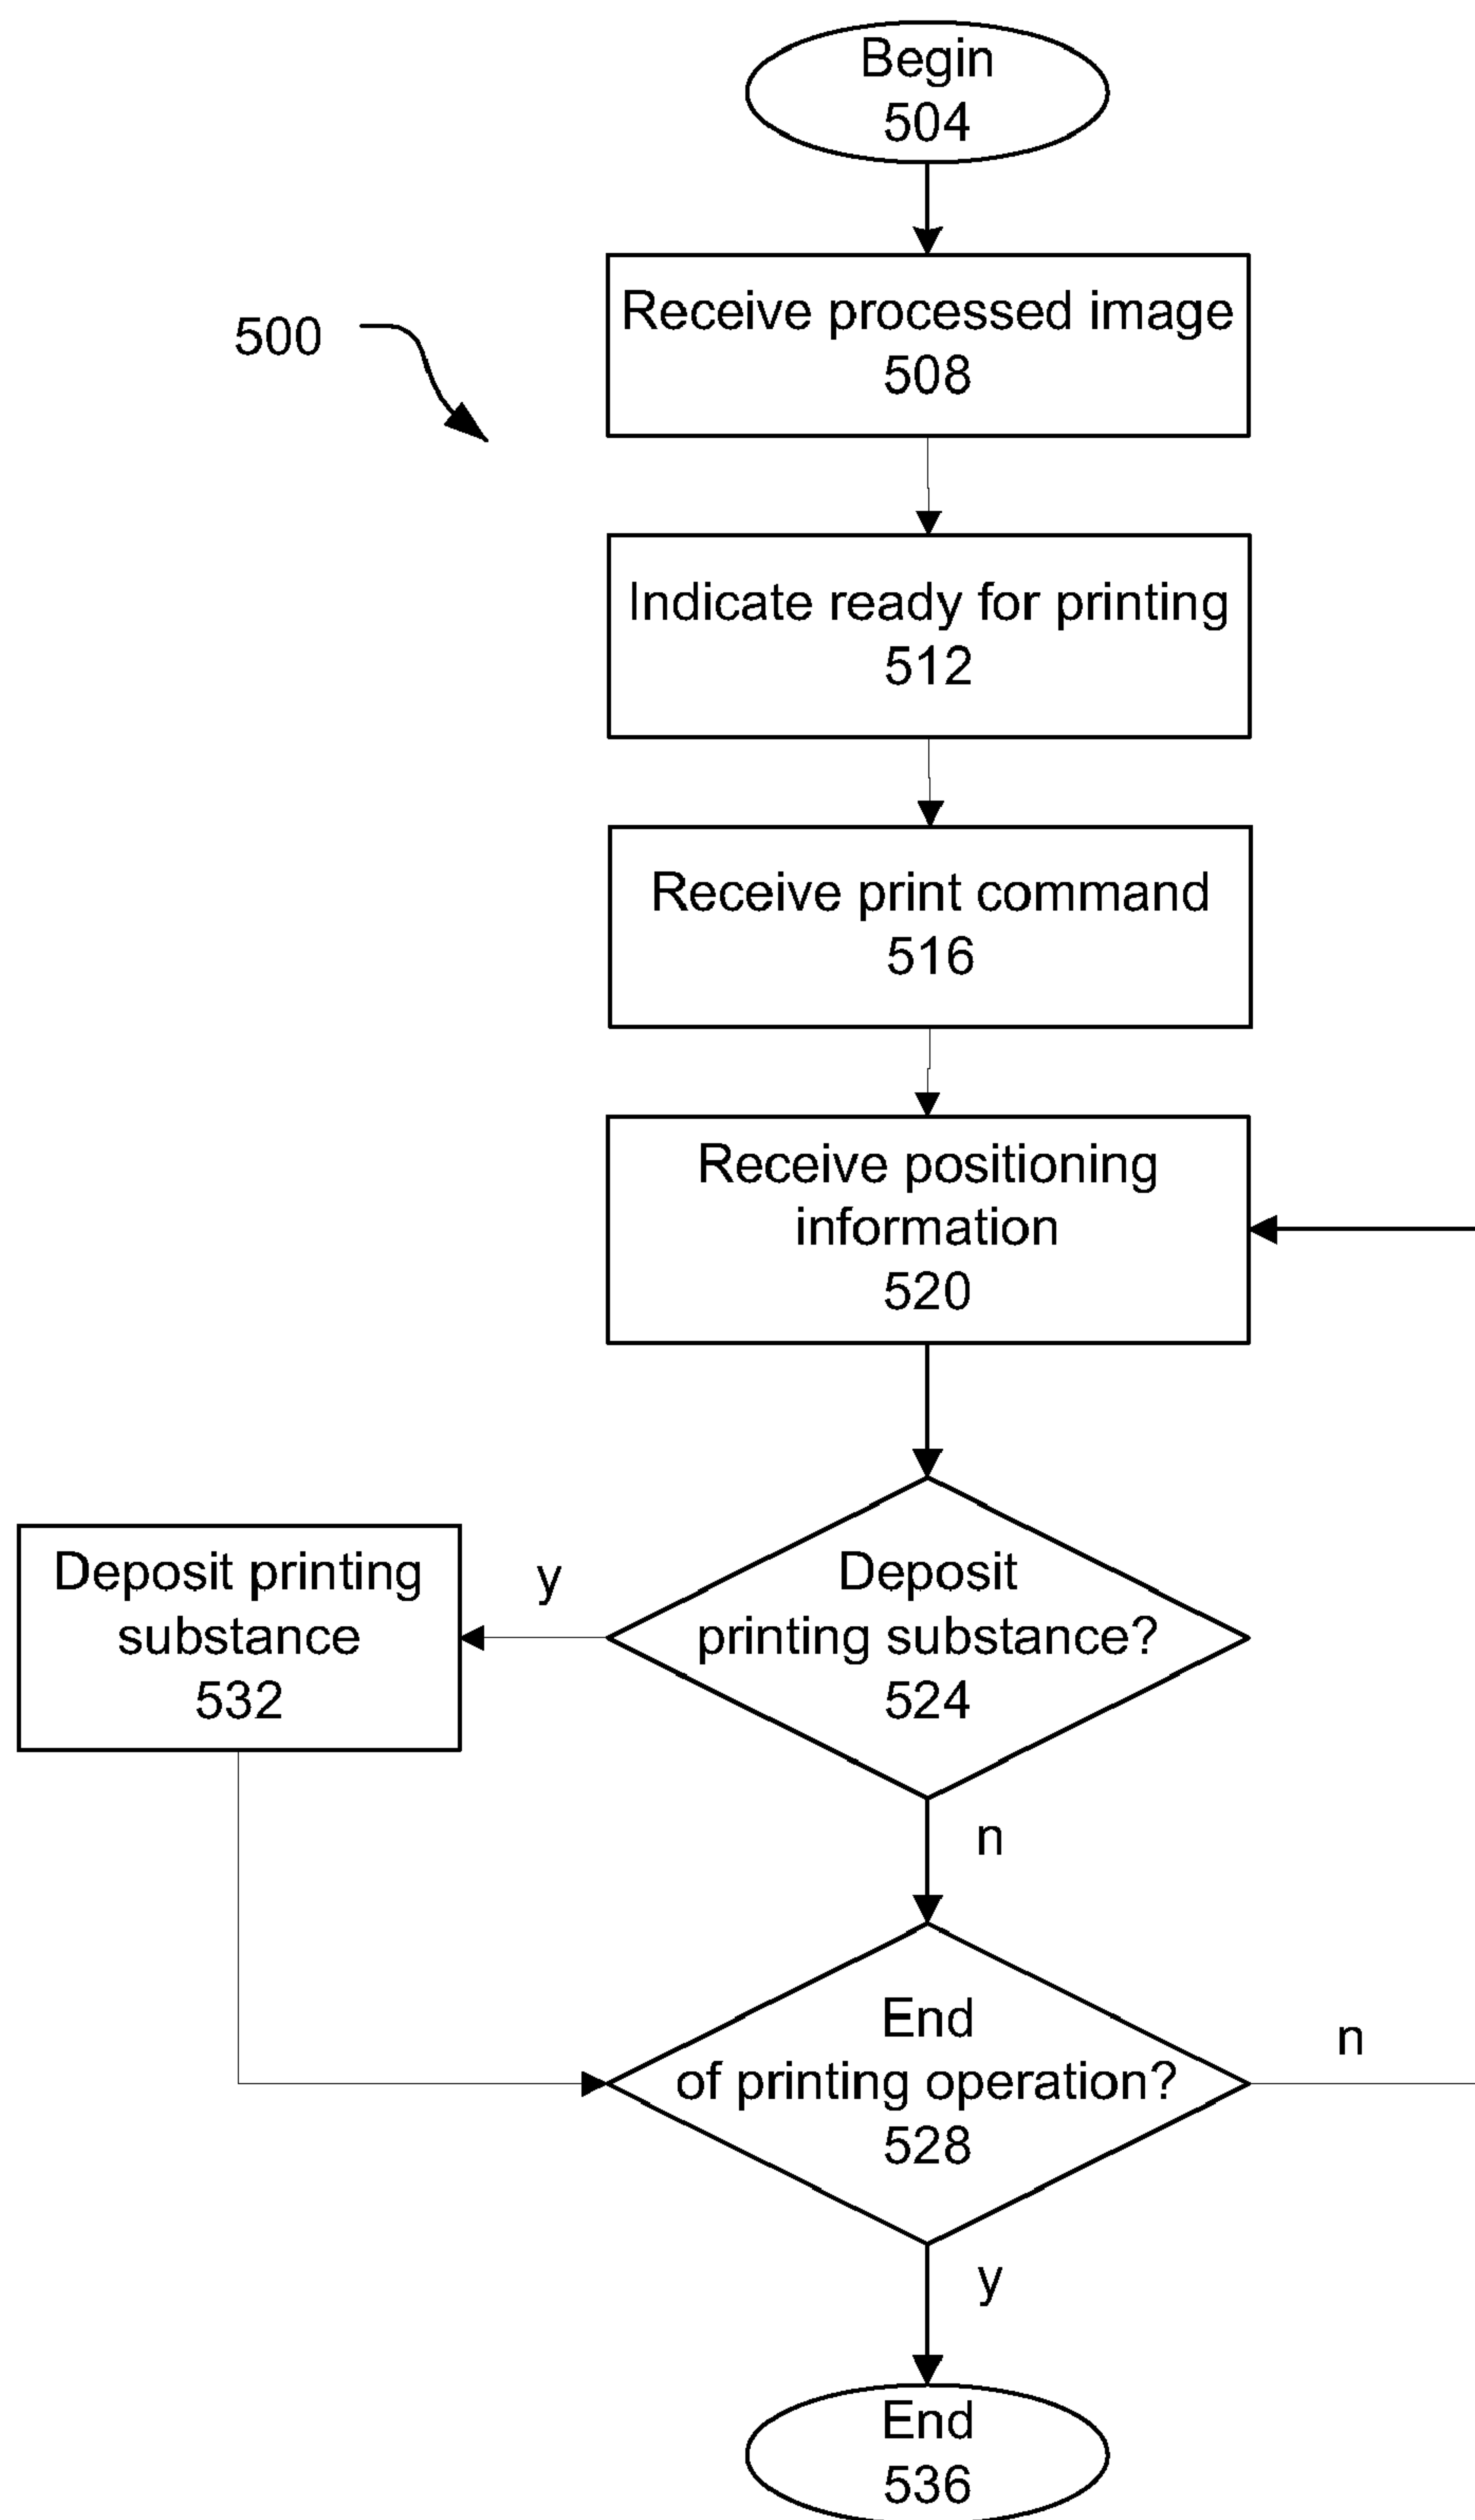 Begin
504
Receive processed image
508
500
Indicate ready for printing
512
Receive print command
516
Receive positioning
information
520
Deposit printing
substance
532
y
Deposit
printing substance?
524
n
End
of printing operation?
528
n
y
End
536